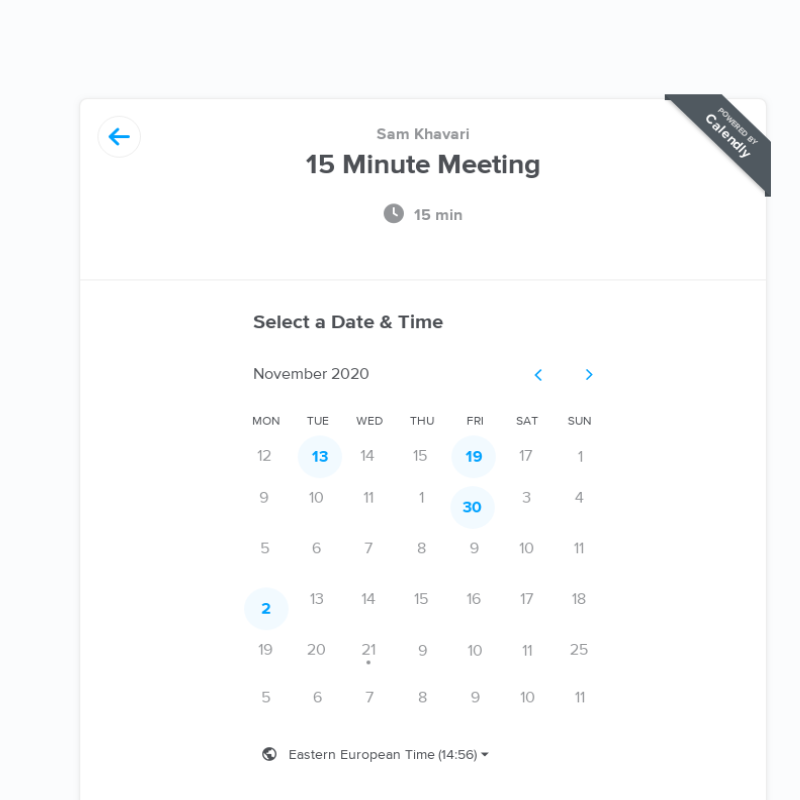 POWERED BY
Calendly
Sam Khavari
15 Minute Meeting
15 min
Select a Date & Time
November 2020
MON TUE WED THU FRI SAT SUN
12 13 14 15 19 17 1
9 10 11 1 30 3 4
5 6 7 8 9 10 11
2 13 14 15 16 17 18
19 20 21 9 10 11 25
5 6 7 8 9 10 11
Eastern European Time (14:56)